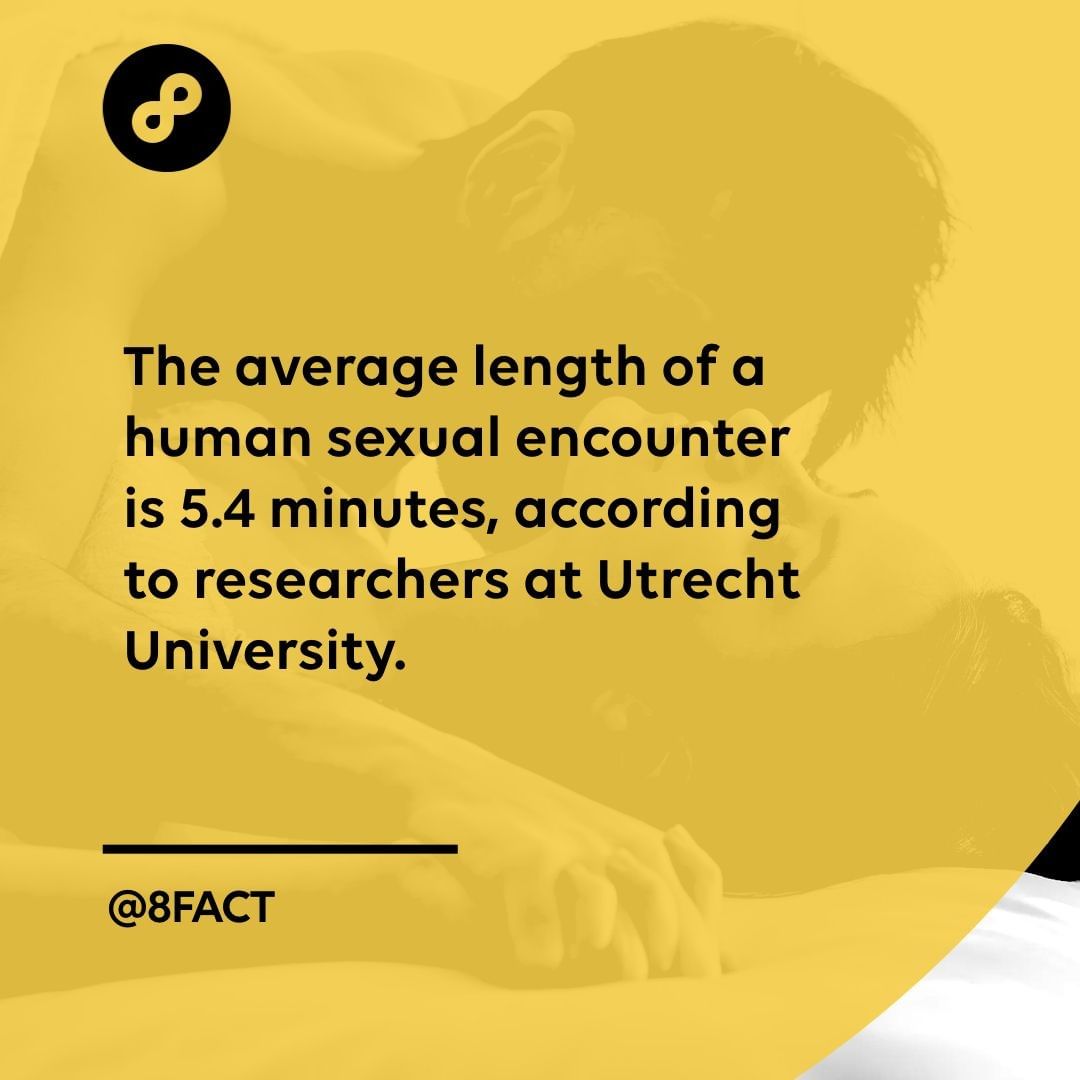 The average length of a
human sexual encounter
is 5.4 minutes, according
to researchers at Utrecht
University.
@8FACT